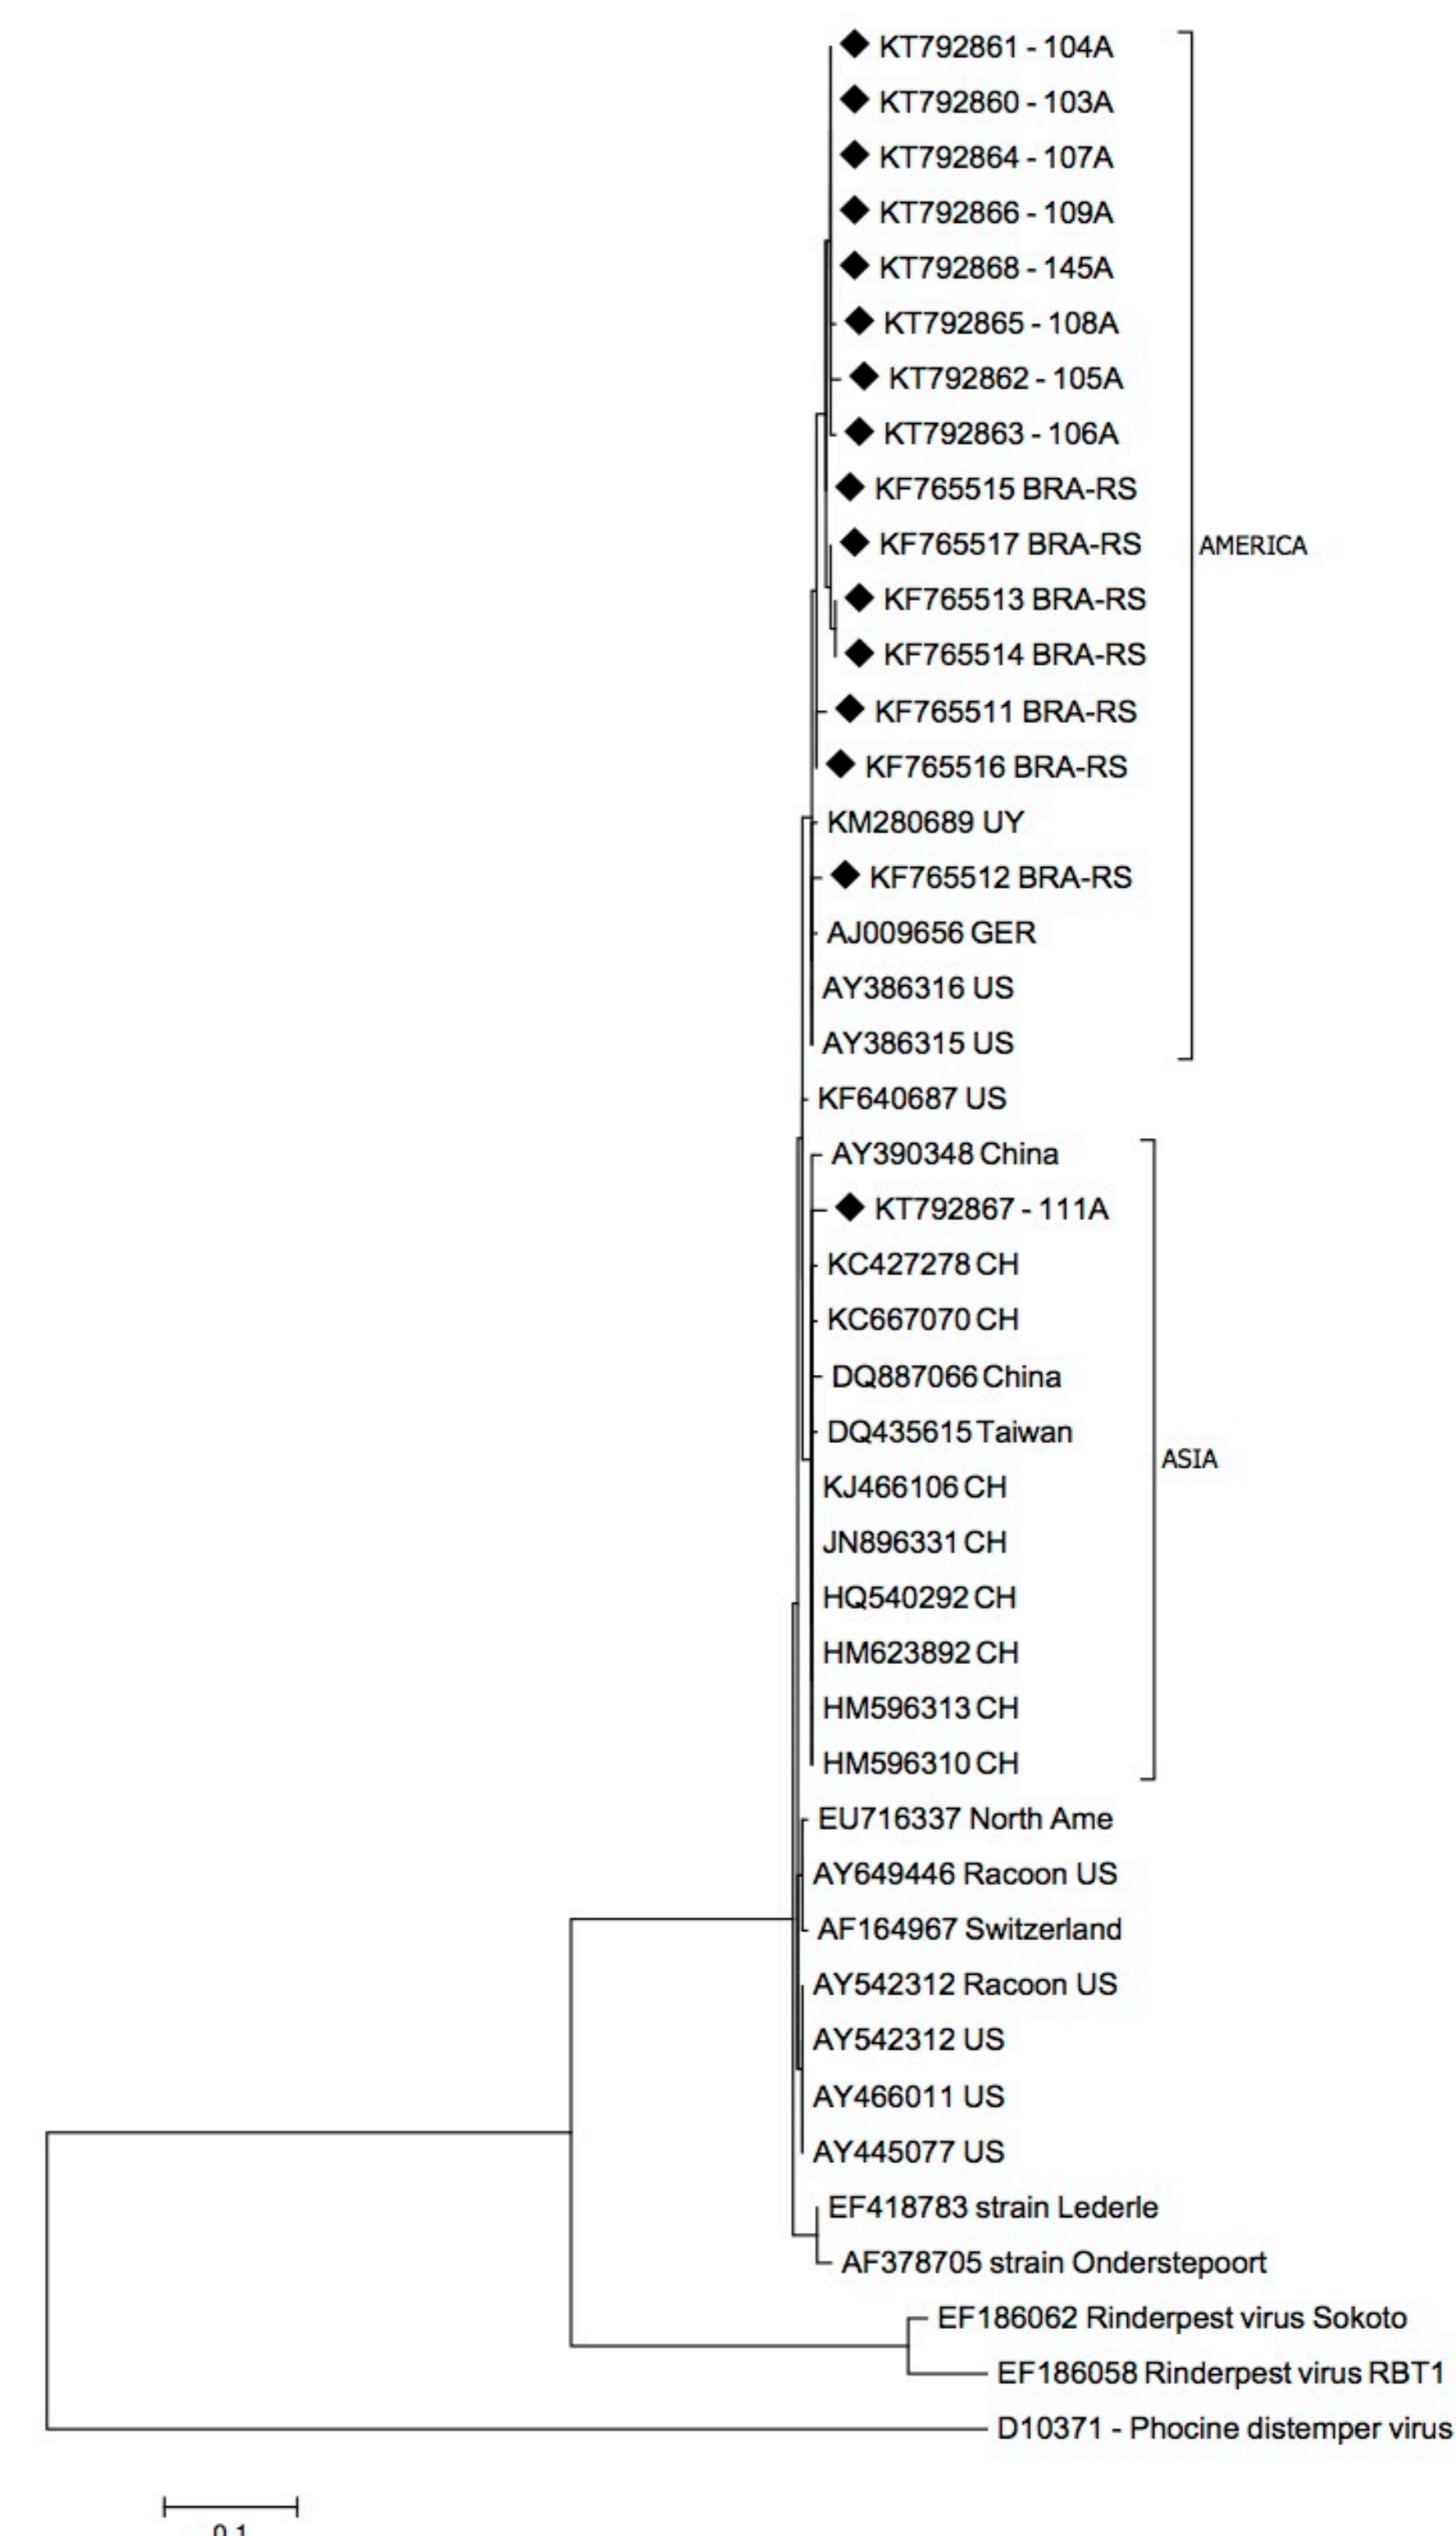 KT792861 - 104A
KT792860 - 103A
KT792864 - 107A
KT792866 - 109A
KT792868 - 145A
KT792865 - 108A
KT792862 - 105A
KT792863 - 106A
KF765515 BRA-RS
KF765517 BRA-RS
AMERICA
KF765513 BRA-RS
KF765514 BRA-RS
KF765511 BRA-RS
KF765516 BRA-RS
KM280689 UY
KF765512 BRA-RS
AJ009656 GER
AY386316 US
AY386315 US
KF640687 US
AY390348 China
KT792867 - 111A
KC427278 CH
KC667070 CH
DQ887066 China
DQ435615 Taiwan
ASIA
KJ466106 CH
JN896331 CH
HQ540292 CH
HM623892 CH
HM596313 CH
HM596310 CH
EU716337 North Ame
AY649446 Racoon US
AF164967 Switzerland
AY542312 Racoon US
AY542312 US
AY466011 US
AY445077 US
EF418783 strain Lederle
AF378705 strain Onderstepoort
EF186062 Rinderpest virus Sokoto
EF186058 Rinderpest virus RBT1
D10371 - Phocine distemper virus
0.1